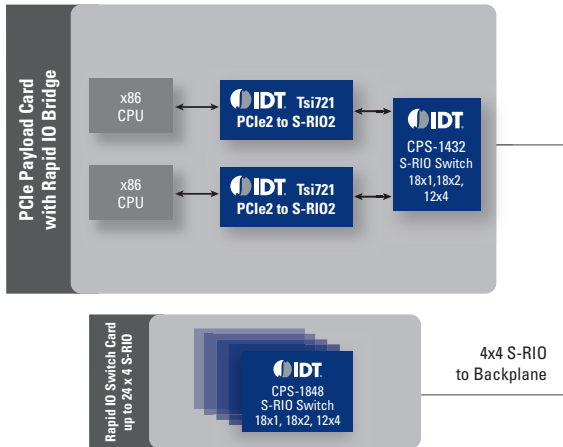 PCIe Payload Card
with Rapid IO Bridge
x86
CPU
IDT. Tsi721
PCIe2 to S-RIO2
x86
CPU
IDT. Tsi721
PCIe2 to S-RIO2
IDT.
CPS-1432
S-RIO Switch
18x1,18x2,
12x4
Rapid IO Switch Card
up to 24 x 4 S-RIO
IDT.
CPS-1848
S-RIO Switch
18x1, 18x2, 12x4
4x4 S-RIO
to Backplane